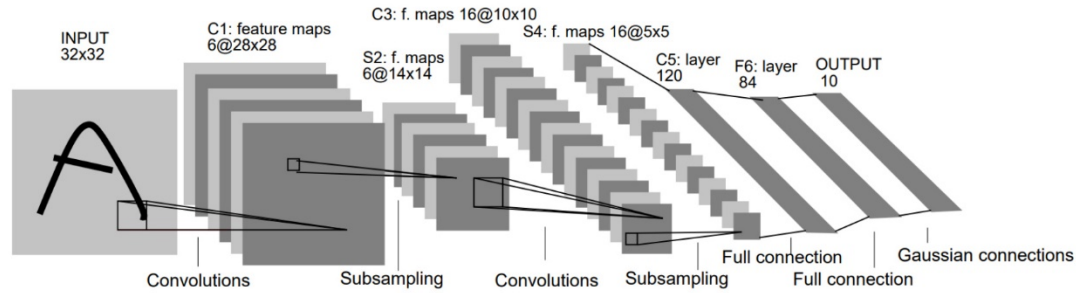 INPUT
32x32
C1: feature maps
6@28x28
S2: f. maps
6@14x14
C3: f. maps 16@10x10
S4: f. maps 16@5x5
C5: layer
120
F6: layer
84
OUTPUT
10
Convolutions
Subsampling
Convolutions
Subsampling
Full connection
Full connection
Gaussian connections